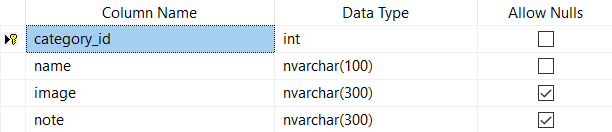 Column Name Data Type Allow Nulls
category_id int
name nvarchar(100)
image nvarchar(300)
note nvarchar(300)